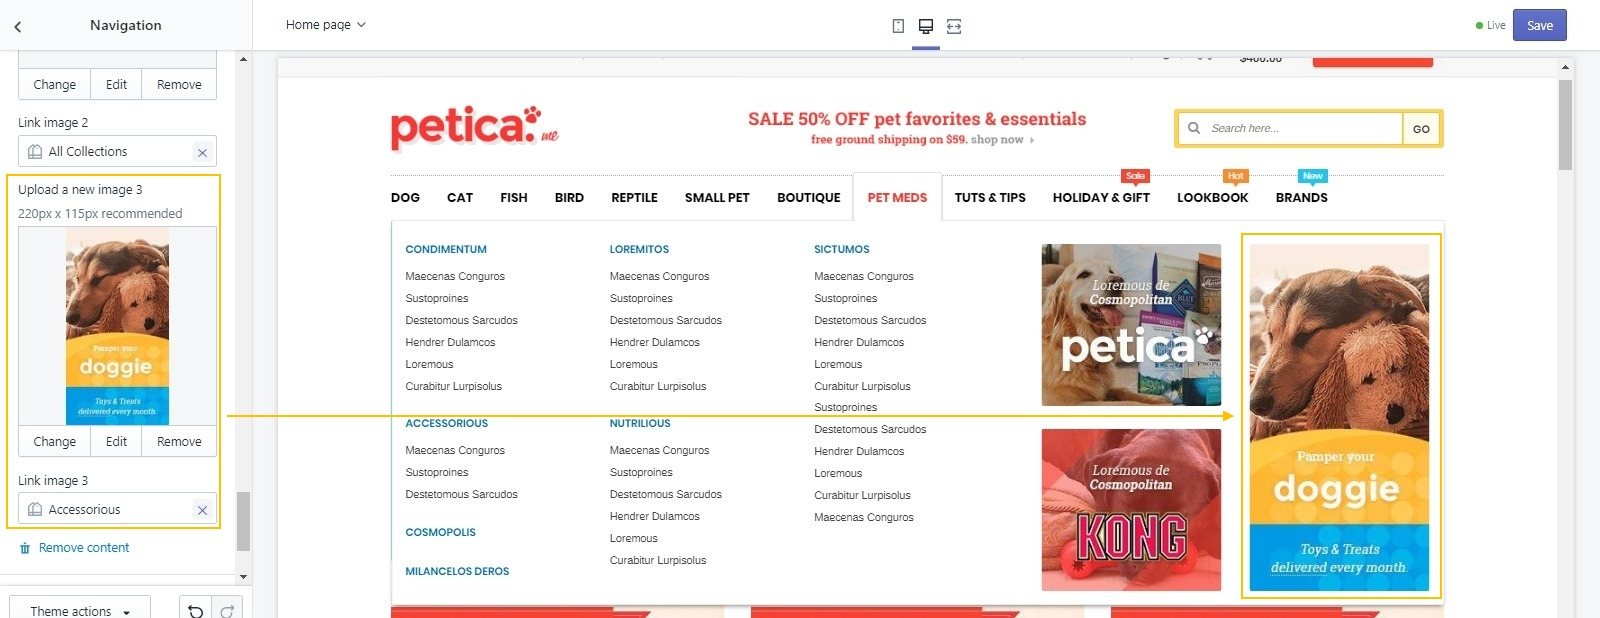 Navigation
Home page
Live
Save
Change Edit Remove
Link image 2
All Collections
Upload a new image 3
220px x 115px recommended
Pamper your
doggie
Toys & Treats
delivered every month
Change Edit Remove
Link image 3
Accessorious
Remove content
Theme actions
petica.me
SALE 50% OFF pet favorites & essentials
free ground shipping on $59. shop now
Search here...
GO
Sale Hot New
DOG CAT FISH BIRD REPTILE SMALL PET BOUTIQUE PET MEDS TUTS & TIPS HOLIDAY & GIFT LOOKBOOK BRANDS
CONDIMENTUM
Maecenas Conguros
Sustoproines
Destetomous Sarcudos
Hendrer Dulamcos
Loremous
Curabitur Lurpisolus
ACCESSORIOUS
Maecenas Conguros
Sustoproines
Destetomous Sarcudos
COSMOPOLIS
MILANCELOS DEROS
LOREMITOS
Maecenas Conguros
Sustoproines
Destetomous Sarcudos
Hendrer Dulamcos
Loremous
Curabitur Lurpisolus
NUTRILIOUS
Maecenas Conguros
Sustoproines
Destetomous Sarcudos
Hendrer Dulamcos
Loremous
Curabitur Lurpisolus
SICTUMOS
Maecenas Conguros
Sustoproines
Destetomous Sarcudos
Hendrer Dulamcos
Loremous
Curabitur Lurpisolus
Sustoproines
Destetomous Sarcudos
Hendrer Dulamcos
Loremous
Curabitur Lurpisolus
Maecenas Conguros
Loremous de
Cosmopolitan
petica
BLUE
Loremous de
Cosmopolitan
KONG
Pamper your
doggie
Toys & Treats
delivered every month.